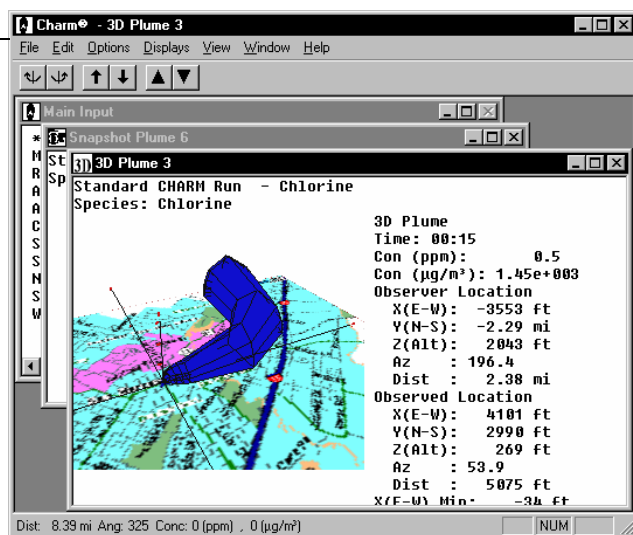 Charm® - 3D Plume 3
File Edit Options Displays View Window Help
Main Input
*
M
R
A
A
C
S
S
N
S
W
Snapshot Plume 6
St
Sp
3D 3D Plume 3
Standard CHARM Run - Chlorine
Species: Chlorine
3D Plume
Time: 00:15
Con (ppm): 0.5
Con (µg/m³): 1.45e+003
Observer Location
X(E-W): -3553 ft
Y(N-S): -2.29 mi
Z(Alt): 2043 ft
Az : 196.4
Dist : 2.38 mi
Observed Location
X(E-W): 4101 ft
Y(N-S): 2990 ft
Z(Alt): 269 ft
Az : 53.9
Dist : 5075 ft
X(E-W) Min: -34 ft
Dist: 8.39 mi Ang: 325 Conc: 0 (ppm) , 0 (µg/m³) NUM